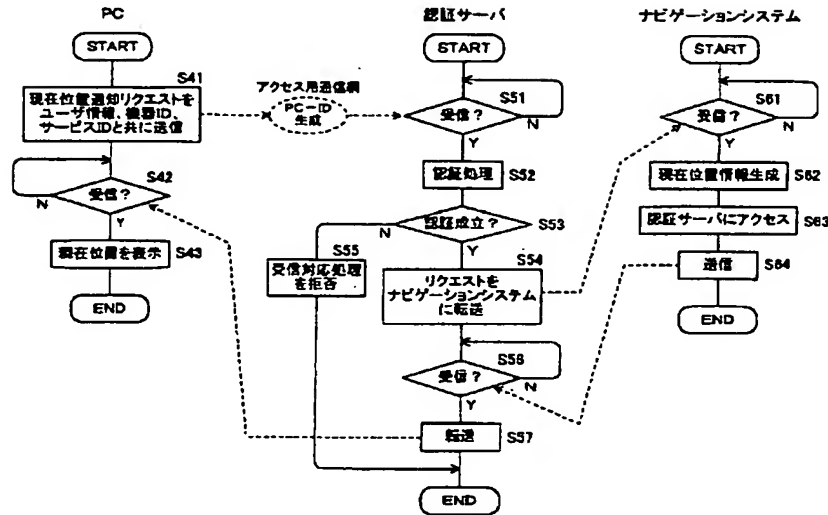 PC
START
S41
現在位置通知リクエストを
ユーザ情報、機器ID、
サービスIDと共に送信
S42
受信？
N
Y
現在位置を表示
S43
END
アクセス用通信網
PC－ID
生成
認証サーバ
START
S51
受信？
N
Y
認証処理
S52
認証成立？
S53
N
Y
S55
受信対応処理
を拒否
S54
リクエストを
ナビゲーションシステム
に転送
S56
受信？
N
Y
転送
S57
END
ナビゲーションシステム
START
S61
受信？
N
Y
現在位置情報生成
S62
認証サーバにアクセス
S63
送信
S64
END